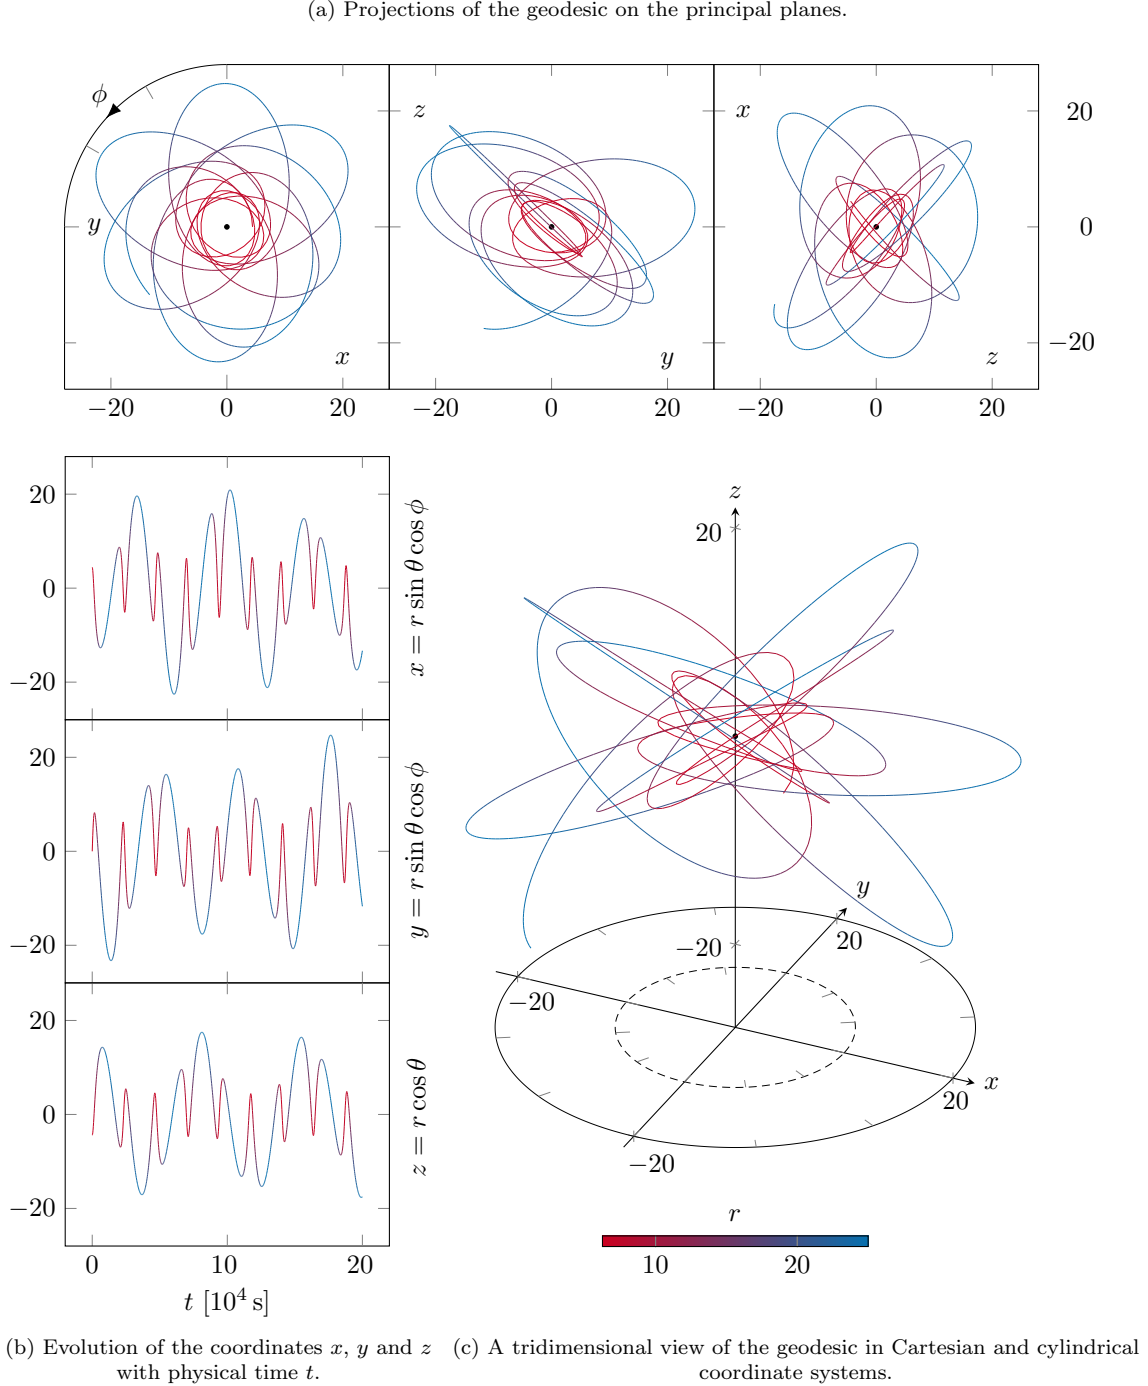 (a) Projections of the geodesic on the principal planes.
ϕ
z
x
20
y
0
x
y
z
−20
−20
0
20
−20
0
20
−20
0
20
20
0
−20
x = r sin θ cos ϕ
20
0
−20
y = r sin θ cos ϕ
20
0
−20
z = r cos θ
0
10
20
t [10⁴ s]
z
20
y
20
−20
−20
x
20
−20
r
10
20
(b) Evolution of the coordinates x, y and z
with physical time t.
(c) A tridimensional view of the geodesic in Cartesian and cylindrical
coordinate systems.